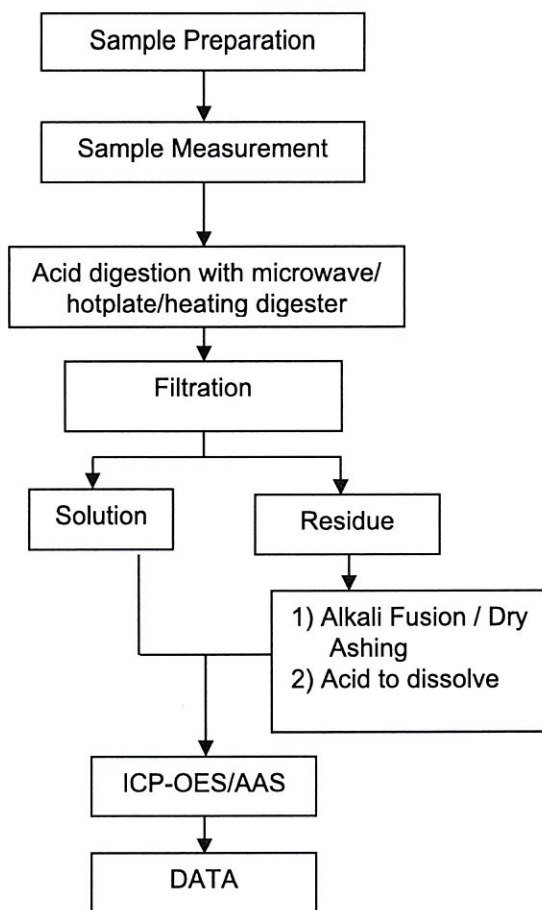 Sample Preparation
Sample Measurement
Acid digestion with microwave/
hotplate/heating digester
Filtration
Solution
Residue
1) Alkali Fusion / Dry
Ashing
2) Acid to dissolve
ICP-OES/AAS
DATA